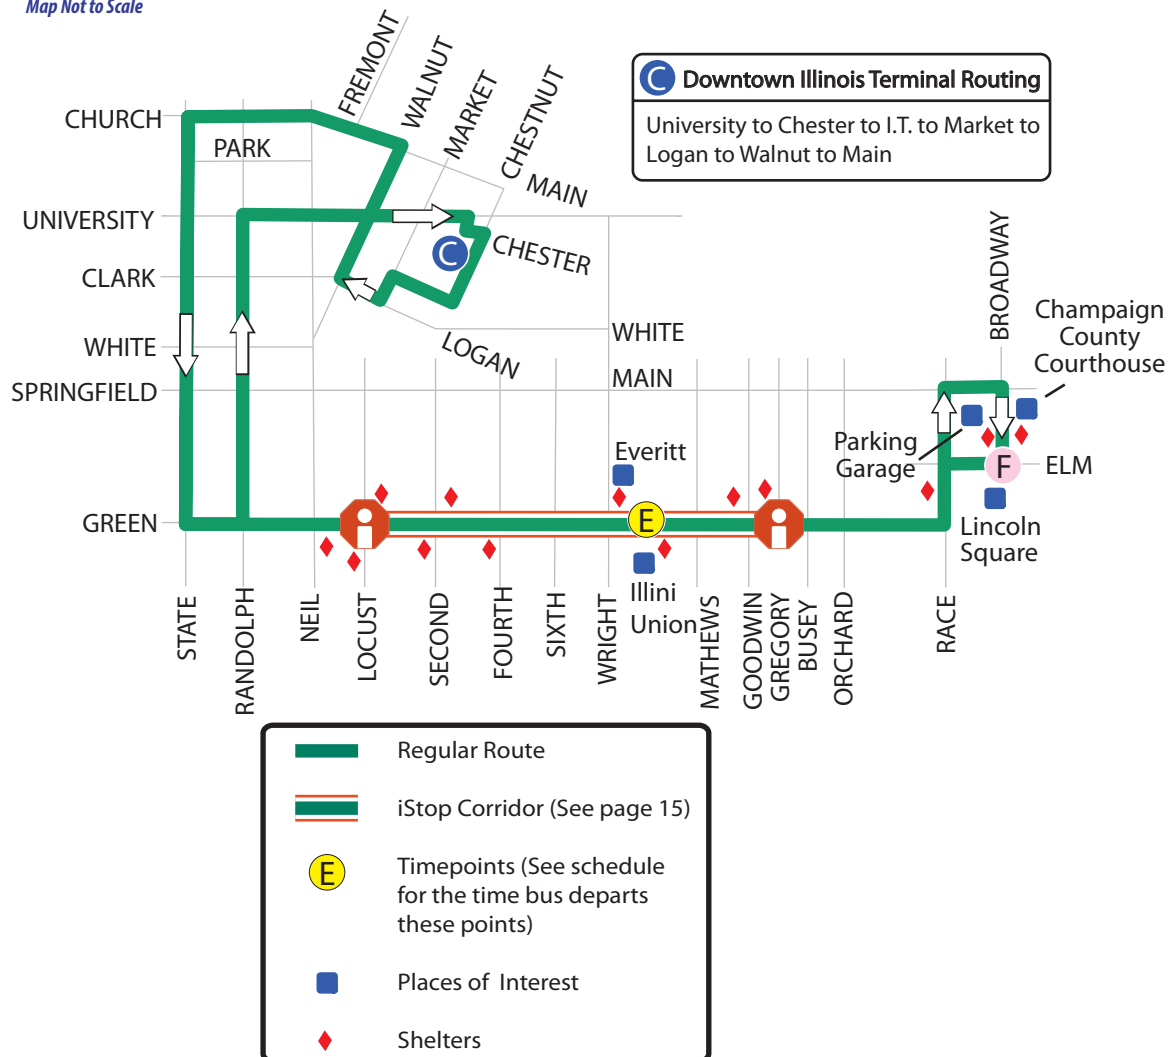 Map Not to Scale
FREMONT
WALNUT
MARKET
CHESTNUT
C Downtown Illinois Terminal Routing
University to Chester to I.T. to Market to
Logan to Walnut to Main
CHURCH
PARK
MAIN
UNIVERSITY
C
CHESTER
CLARK
WHITE
LOGAN
WHITE
SPRINGFIELD
MAIN
BROADWAY
Champaign
County
Courthouse
Everitt
Parking
Garage
F
ELM
GREEN
E
Lincoln
Square
Illini
Union
STATE
RANDOLPH
NEIL
LOCUST
SECOND
FOURTH
SIXTH
WRIGHT
MATHEWS
GOODWIN
GREGORY
BUSEY
ORCHARD
RACE
Regular Route
iStop Corridor (See page 15)
E
Timepoints (See schedule
for the time bus departs
these points)
Places of Interest
Shelters